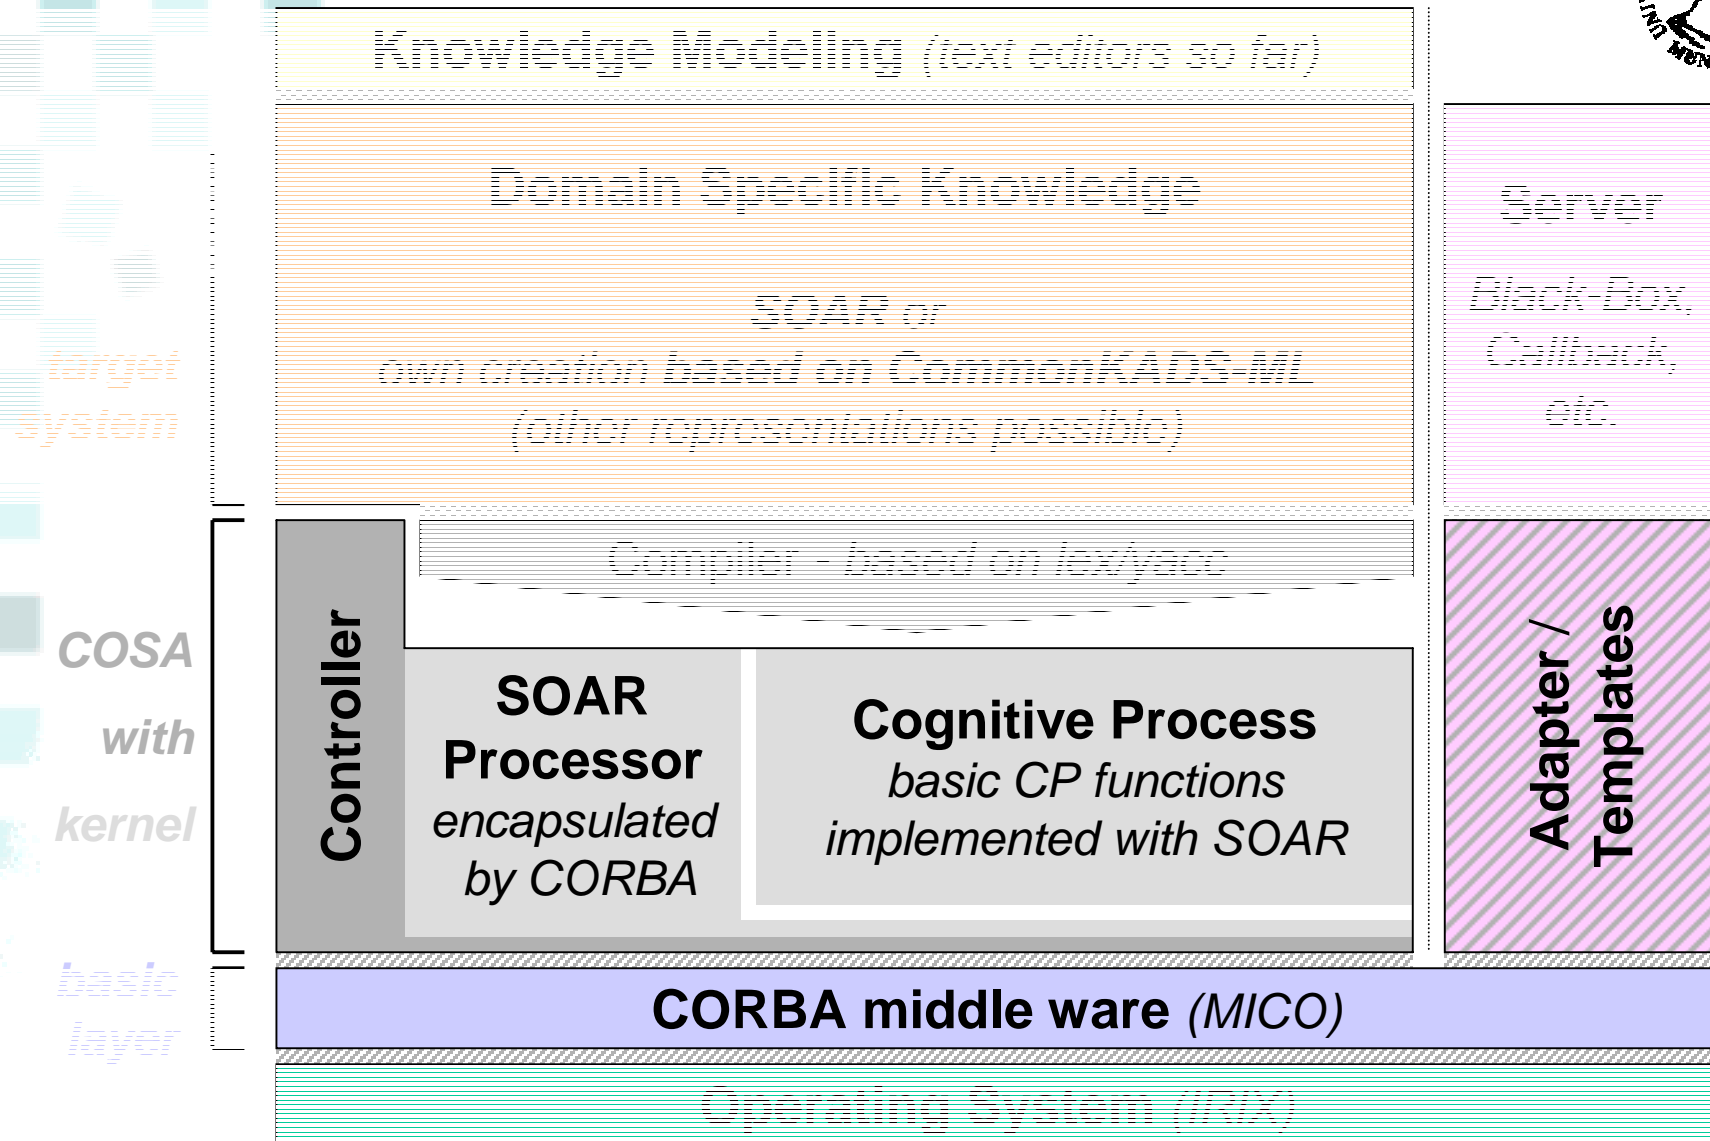 Knowledge Modeling (text editors so far)
Domain Specific Knowledge
SOAR or
own creation based on CommonKADS-ML
(other representations possible)
Server
Black-Box,
Callback,
etc.
target
system
Compiler - based on lex/yacc
COSA
with
kernel
Controller
SOAR
Processor
encapsulated
by CORBA
Cognitive Process
basic CP functions
implemented with SOAR
Adapter /
Templates
basic
layer
CORBA middle ware (MICO)
Operating System (IRIX)